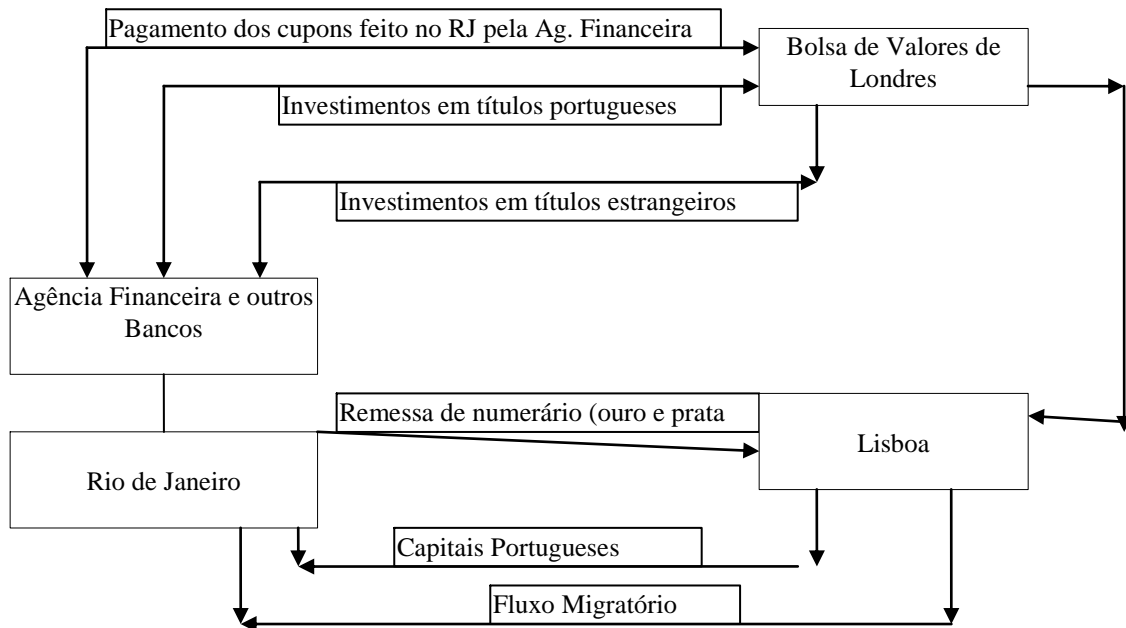 Pagamento dos cupons feito no RJ pela Ag. Financeira
Bolsa de Valores de
Londres
Investimentos em títulos portugueses
Investimentos em títulos estrangeiros
Agência Financeira e outros
Bancos
Remessa de numerário (ouro e prata
Lisboa
Rio de Janeiro
Capitais Portugueses
Fluxo Migratório